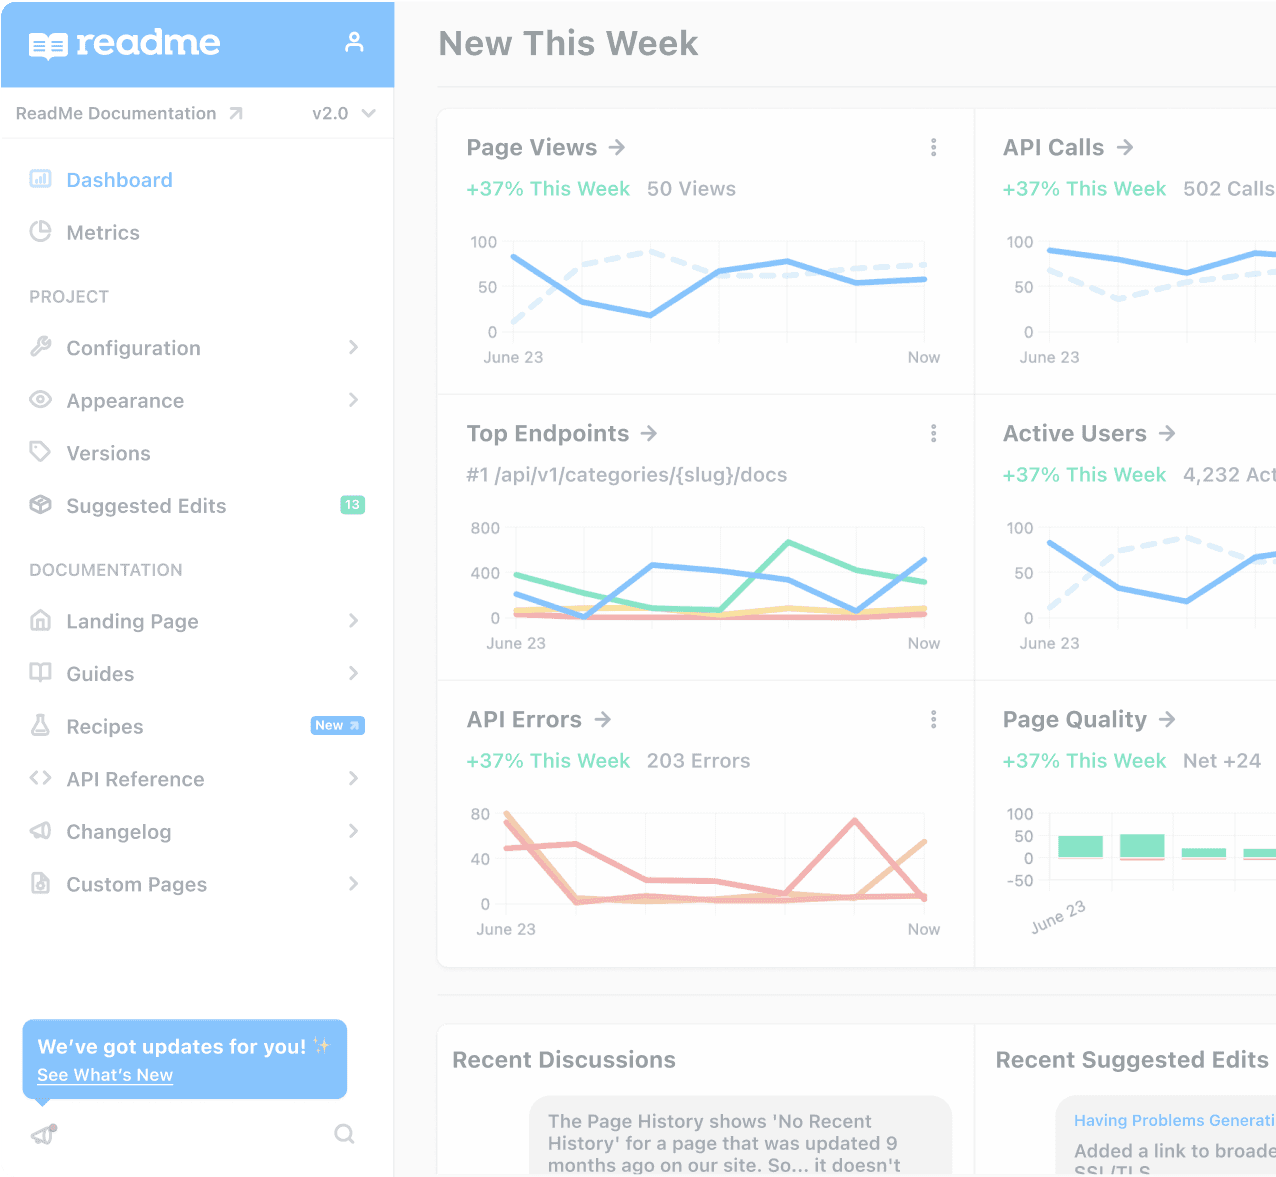 readme
ReadMe Documentation
v2.0
Dashboard
Metrics
PROJECT
Configuration
Appearance
Versions
Suggested Edits
13
DOCUMENTATION
Landing Page
Guides
Recipes
New
API Reference
Changelog
Custom Pages
We’ve got updates for you! ✨
See What’s New
New This Week
Page Views →
+37% This Week 50 Views
100
50
0
June 23 Now
API Calls →
+37% This Week 502 Calls
100
50
0
June 23
Top Endpoints →
#1 /api/v1/categories/{slug}/docs
800
400
0
June 23 Now
Active Users →
+37% This Week 4,232 Act
100
50
0
June 23
API Errors →
+37% This Week 203 Errors
80
40
0
June 23 Now
Page Quality →
+37% This Week Net +24
100
50
0
-50
June 23
Recent Discussions
The Page History shows 'No Recent
History' for a page that was updated 9
months ago on our site. So... it doesn't
Recent Suggested Edits
Having Problems Generati
Added a link to broade
SSL/TLS